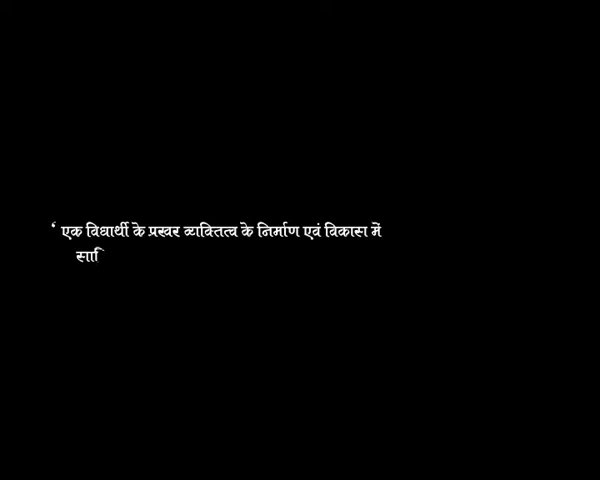 ‘ एक विधार्थी के प्रखर व्यक्तित्व के निर्माण एवं विकास में
साि